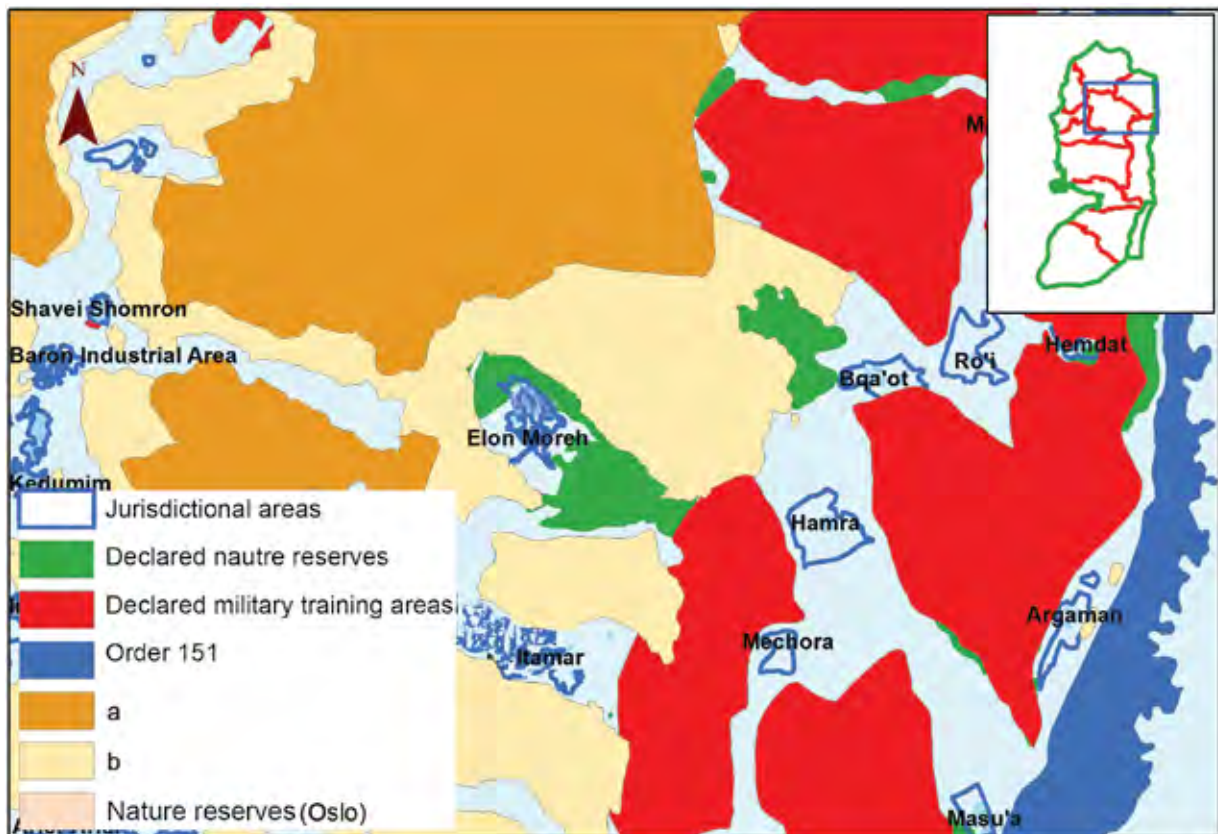 N
M
Shavei Shomron
Baron Industrial Area
Ro'i
Hemdat
Bqa'ot
Elon Moreh
Kedumim
Jurisdictional areas
Hamra
Declared nautre reserves
Declared military training areas
Argaman
Order 151
Mechora
Itamar
a
b
Nature reserves (Oslo)
Masu'a